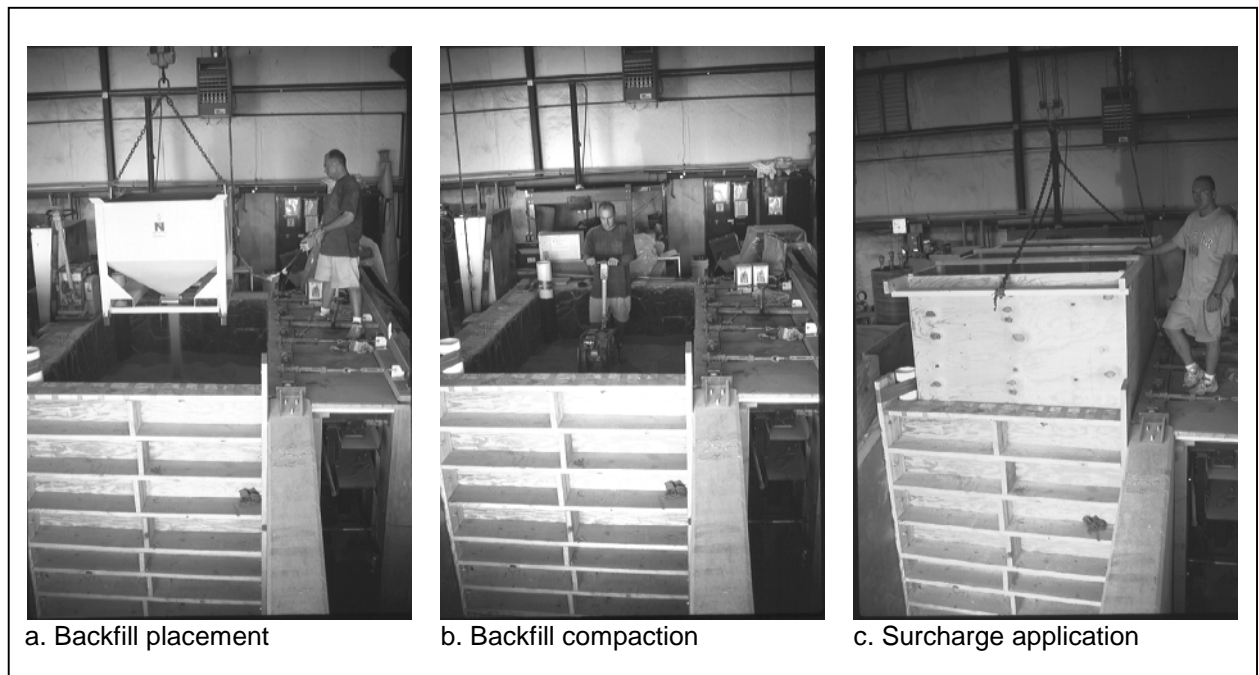 N
a. Backfill placement
b. Backfill compaction
c. Surcharge application